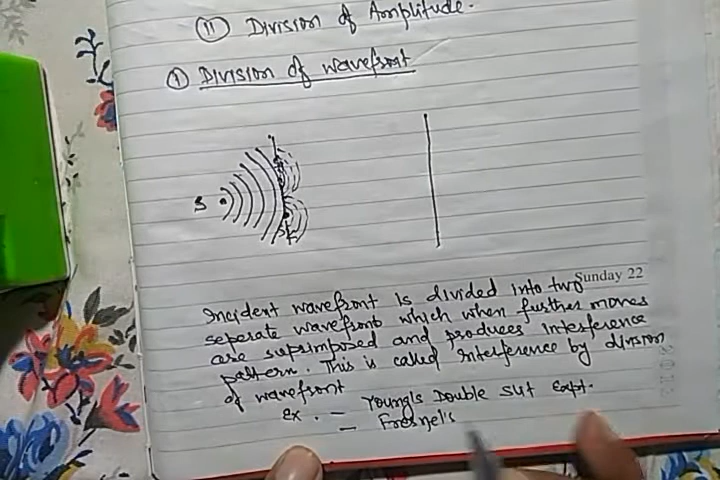 (II) Division of Amplitude.
(I) Division of wavefront
S
Sunday 22
Incident wavefront is divided into two
seperate wavefront which when further moves
are suprimposed and produces interference
pattern. This is called interference by division
of wavefront
Ex. - Young's Double Slit Expt.
- Fresnel's